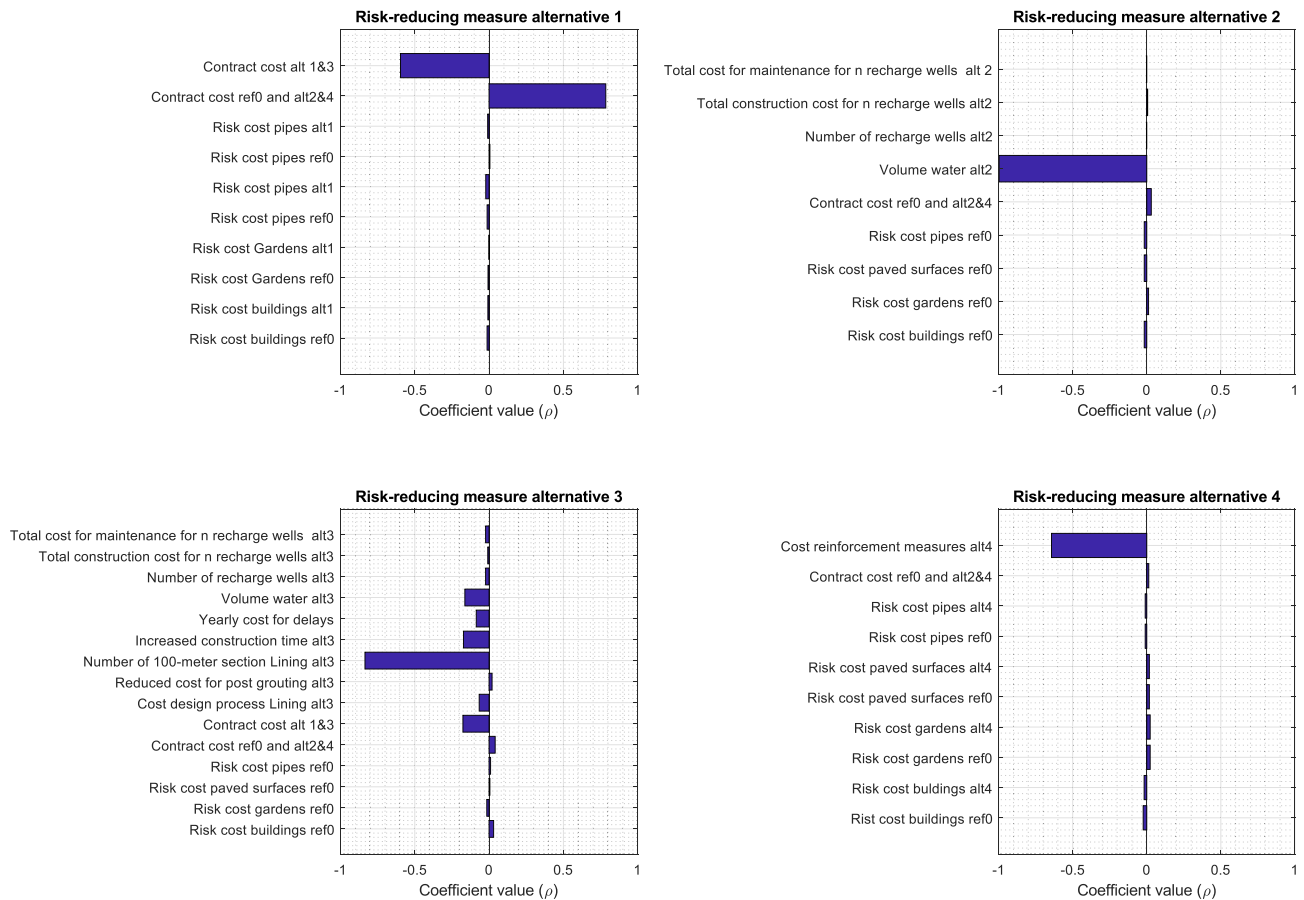 Risk-reducing measure alternative 1
Contract cost alt 1&3
Contract cost ref0 and alt2&4
Risk cost pipes alt1
Risk cost pipes ref0
Risk cost pipes alt1
Risk cost pipes ref0
Risk cost Gardens alt1
Risk cost Gardens ref0
Risk cost buildings alt1
Risk cost buildings ref0
-1 -0.5 0 0.5 1
Coefficient value (ρ)
Risk-reducing measure alternative 2
Total cost for maintenance for n recharge wells alt 2
Total construction cost for n recharge wells alt2
Number of recharge wells alt2
Volume water alt2
Contract cost ref0 and alt2&4
Risk cost pipes ref0
Risk cost paved surfaces ref0
Risk cost gardens ref0
Risk cost buildings ref0
-1 -0.5 0 0.5 1
Coefficient value (ρ)
Risk-reducing measure alternative 3
Total cost for maintenance for n recharge wells alt3
Total construction cost for n recharge wells alt3
Number of recharge wells alt3
Volume water alt3
Yearly cost for delays
Increased construction time alt3
Number of 100-meter section Lining alt3
Reduced cost for post grouting alt3
Cost design process Lining alt3
Contract cost alt 1&3
Contract cost ref0 and alt2&4
Risk cost pipes ref0
Risk cost paved surfaces ref0
Risk cost gardens ref0
Risk cost buildings ref0
-1 -0.5 0 0.5 1
Coefficient value (ρ)
Risk-reducing measure alternative 4
Cost reinforcement measures alt4
Contract cost ref0 and alt2&4
Risk cost pipes alt4
Risk cost pipes ref0
Risk cost paved surfaces alt4
Risk cost paved surfaces ref0
Risk cost gardens alt4
Risk cost gardens ref0
Risk cost buldings alt4
Rist cost buildings ref0
-1 -0.5 0 0.5 1
Coefficient value (ρ)